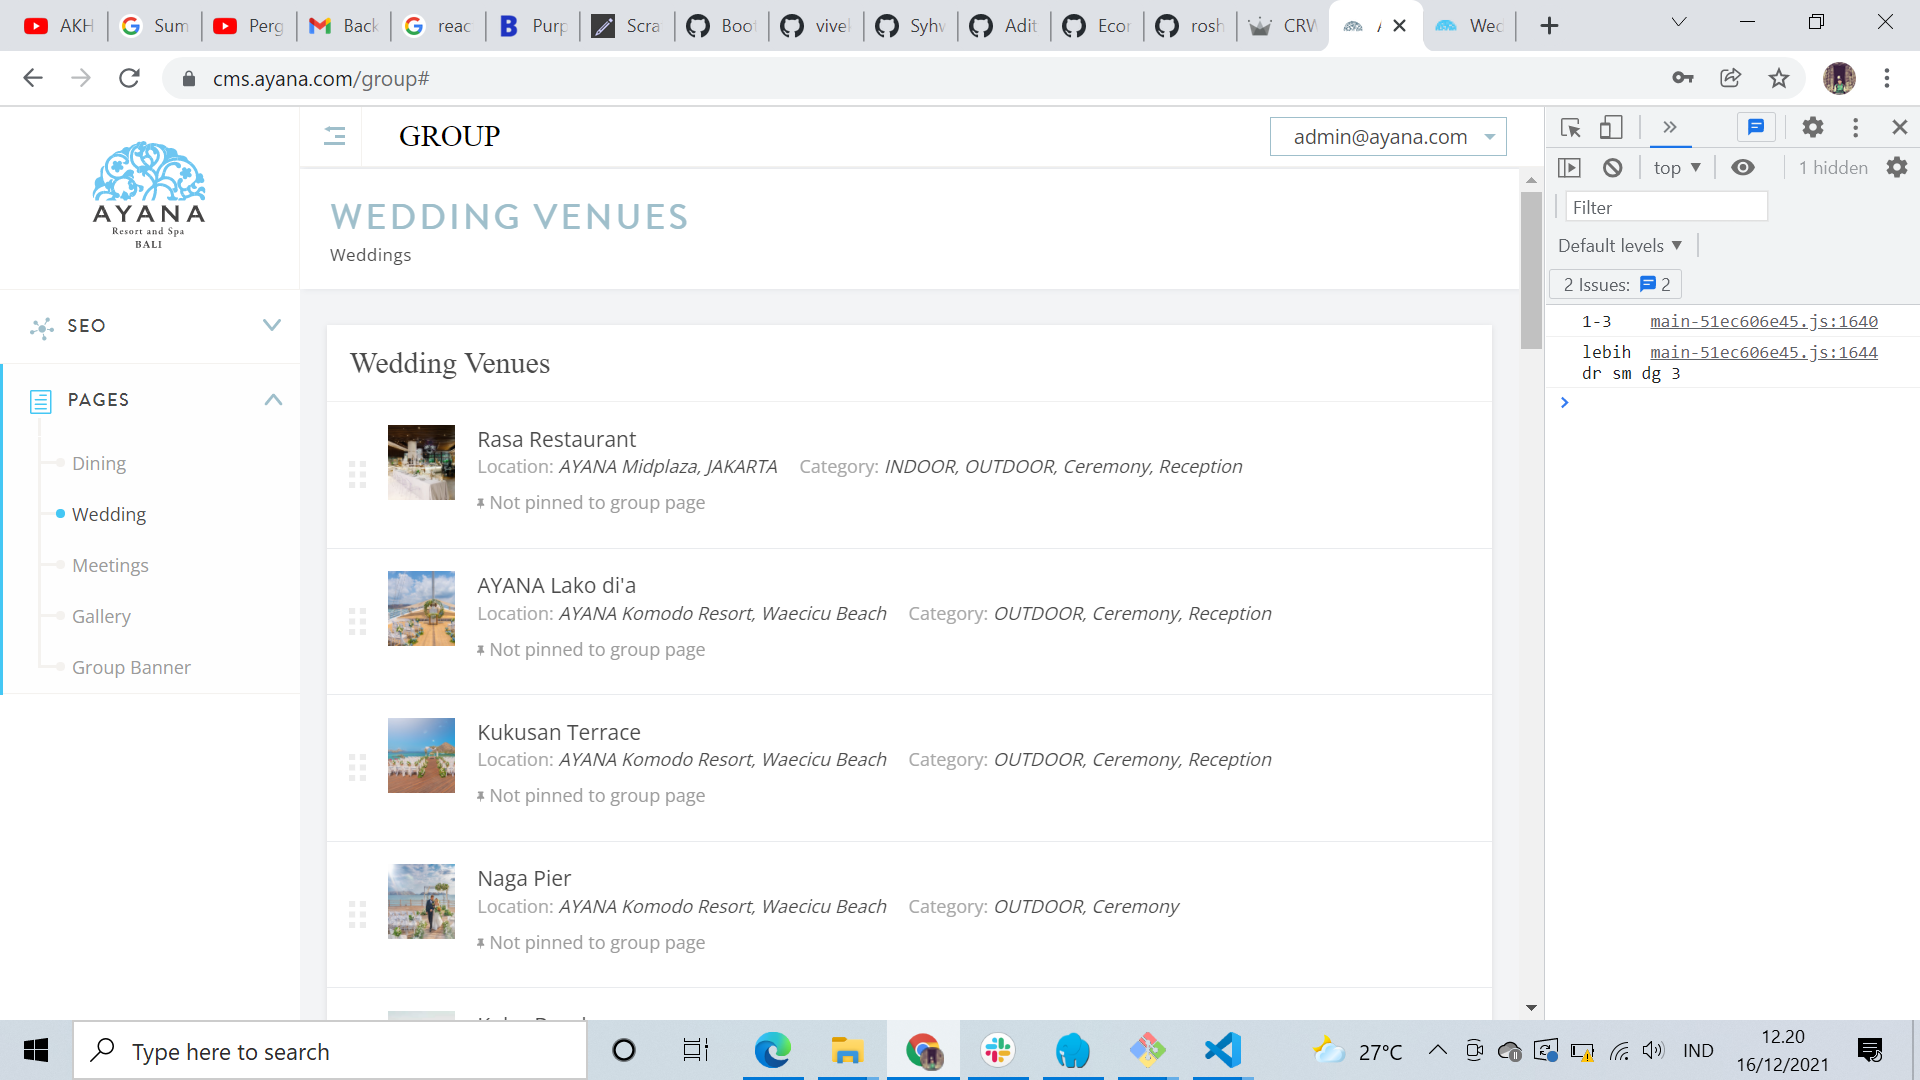 AKH
Sum
Perg
Back
reac
Purp
Scra
Boot
vivek
Syhv
Adit
Ecor
rosh
CRW
Wed
cms.ayana.com/group#
AYANA
Resort and Spa
BALI
GROUP
admin@ayana.com
WEDDING VENUES
Weddings
SEO
PAGES
Dining
Wedding
Meetings
Gallery
Group Banner
Wedding Venues
Rasa Restaurant
Location: AYANA Midplaza, JAKARTA Category: INDOOR, OUTDOOR, Ceremony, Reception
Not pinned to group page
AYANA Lako di'a
Location: AYANA Komodo Resort, Waecicu Beach Category: OUTDOOR, Ceremony, Reception
Not pinned to group page
Kukusan Terrace
Location: AYANA Komodo Resort, Waecicu Beach Category: OUTDOOR, Ceremony, Reception
Not pinned to group page
Naga Pier
Location: AYANA Komodo Resort, Waecicu Beach Category: OUTDOOR, Ceremony
Not pinned to group page
top
1 hidden
Filter
Default levels
2 Issues: 2
1-3 main-51ec606e45.js:1640
lebih main-51ec606e45.js:1644
dr sm dg 3
Type here to search
27°C
IND
12.20
16/12/2021